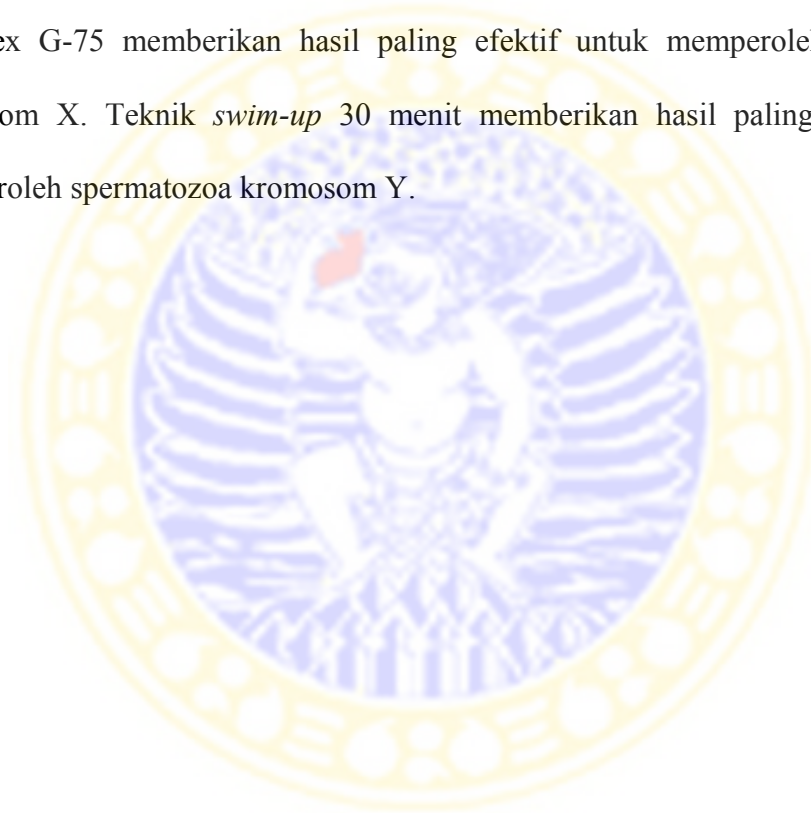 ex G-75 memberikan hasil paling efektif untuk memperoleh
om X. Teknik swim-up 30 menit memberikan hasil paling
roleh spermatozoa kromosom Y.